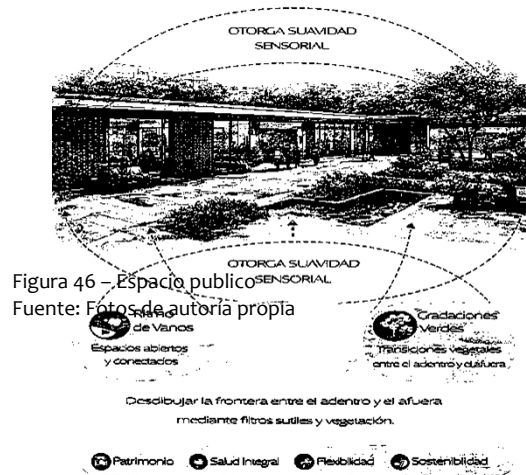 OTORGA SUAVIDAD
SENSORIAL
OTORGA SUAVIDAD
SENSORIAL
Figura 46 – Espacio publico
Fuente: Fotos de autoría propia
Ritmo
de Vanos
Espacios abiertos
y conectados
Gradaciones
Verdes
Transiciones vegetales
entre el adentro y el afuera
Desdibujar la frontera entre el adentro y el afuera
mediante filtros sutiles y vegetación.
Patrimonio
Salud Integral
Flexibilidad
Sostenibilidad